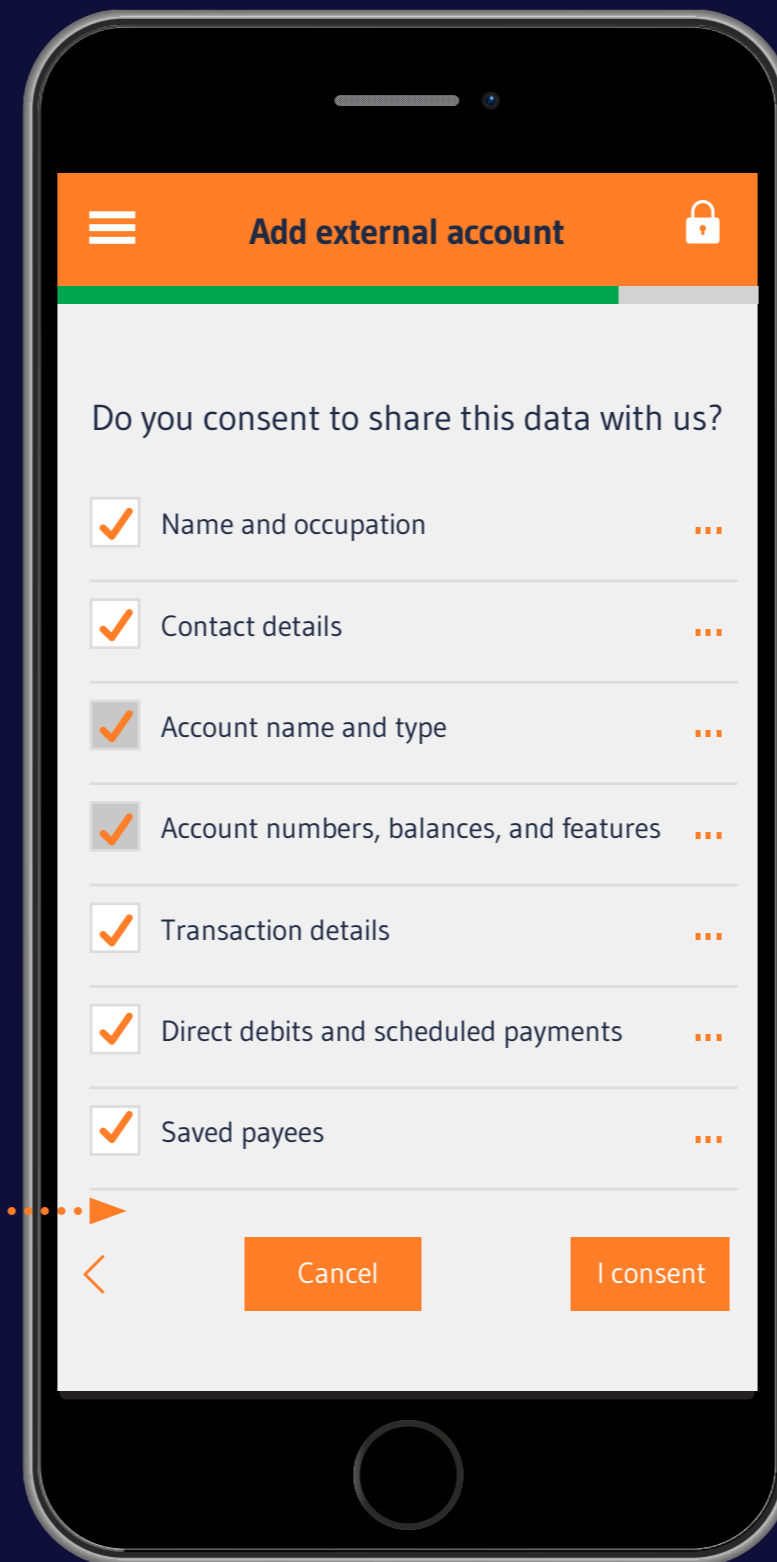 Add external account
Do you consent to share this data with us?
Name and occupation
Contact details
Account name and type
Account numbers, balances, and features
Transaction details
Direct debits and scheduled payments
Saved payees
Cancel
I consent